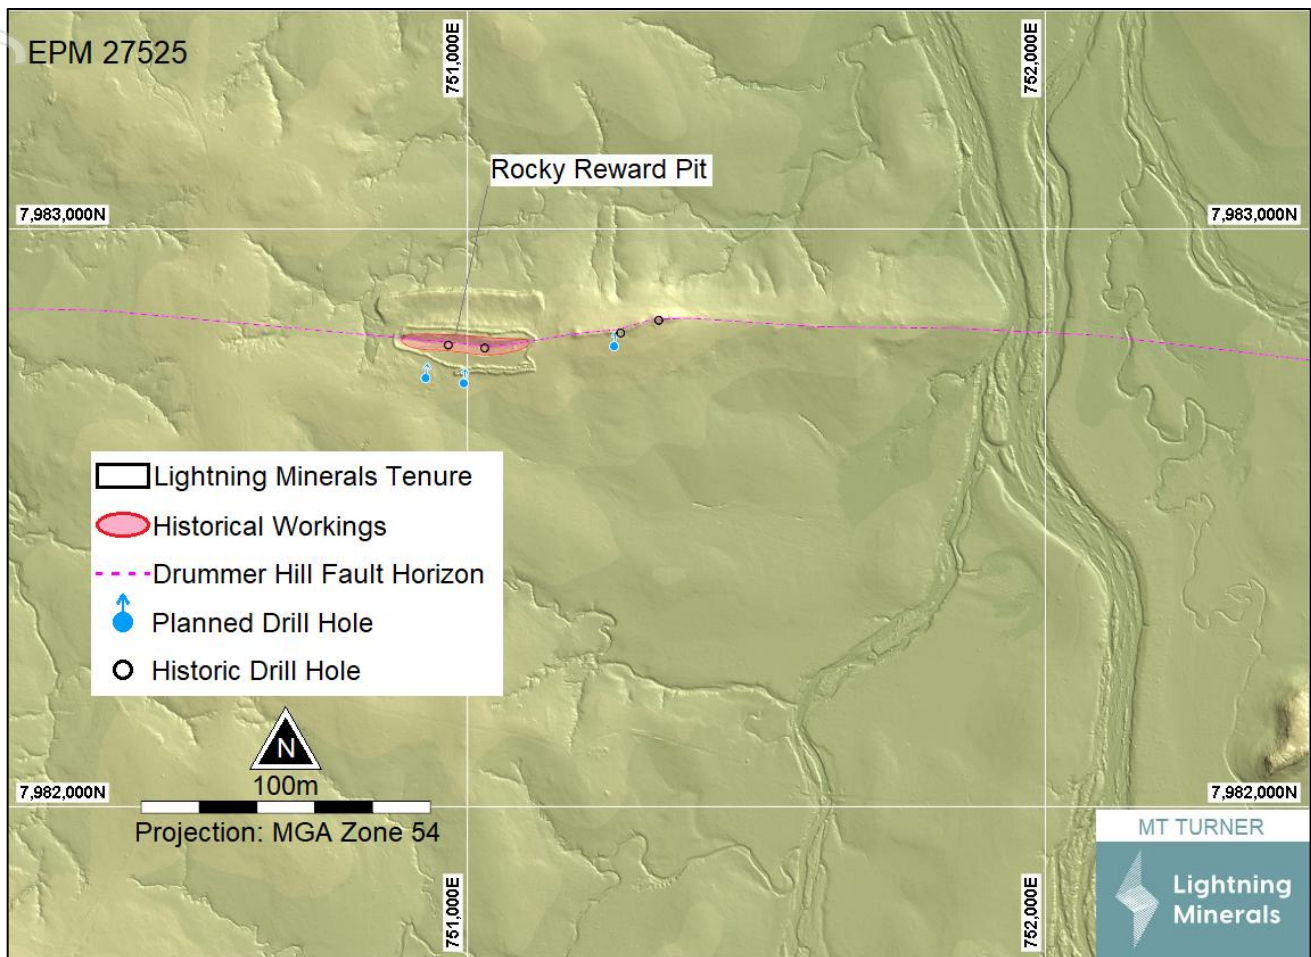 EPM 27525
751,000E
752,000E
Rocky Reward Pit
7,983,000N
7,983,000N
Lightning Minerals Tenure
Historical Workings
Drummer Hill Fault Horizon
Planned Drill Hole
Historic Drill Hole
N
100m
7,982,000N
7,982,000N
Projection: MGA Zone 54
MT TURNER
751,000E
752,000E
Lightning
Minerals